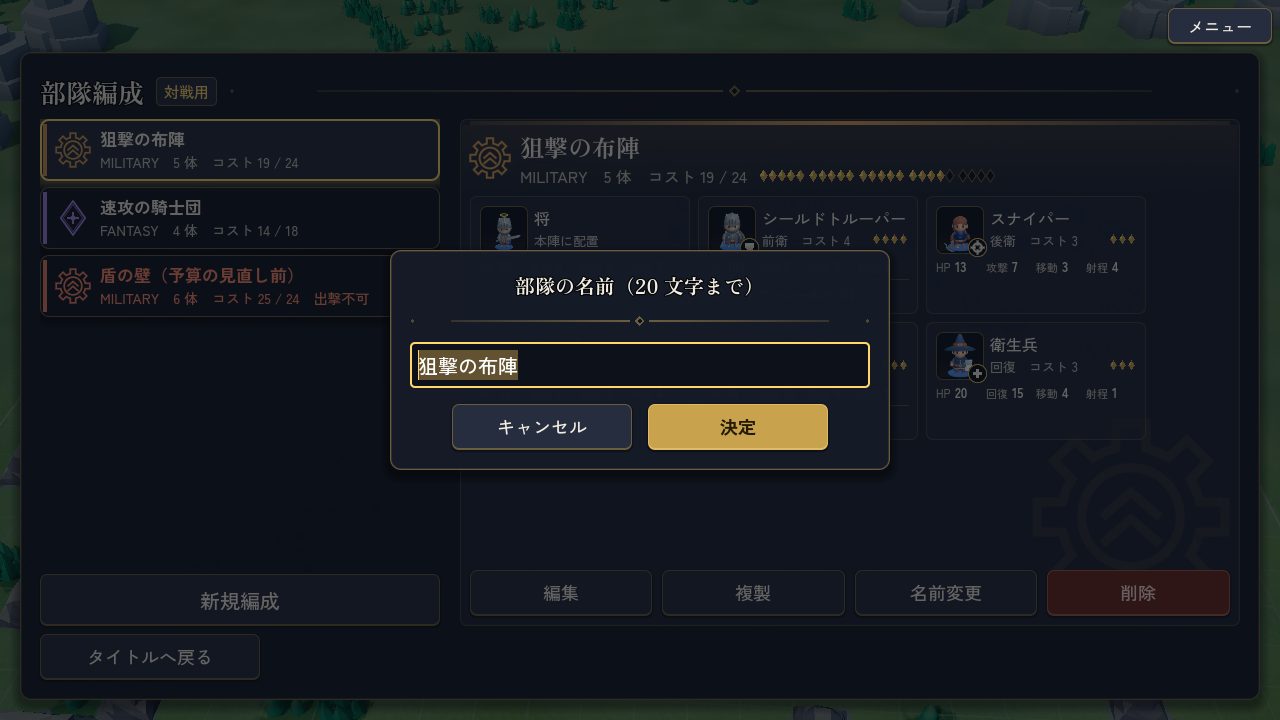 メニュー
部隊編成 対戦用
狙撃の布陣
MILITARY 5 体 コスト 19 / 24
速攻の騎士団
FANTASY 4 体 コスト 14 / 18
盾の壁（予算の見直し前）
MILITARY 6 体 コスト 25 / 24 出撃不可
新規編成
タイトルへ戻る
狙撃の布陣
MILITARY 5 体 コスト 19 / 24
将
本陣に配置
シールドトルーパー
前衛 コスト 4
スナイパー
後衛 コスト 3
HP 13 攻撃 7 移動 3 射程 4
衛生兵
回復 コスト 3
HP 20 回復 15 移動 4 射程 1
編集 複製 名前変更 削除
部隊の名前（20 文字まで）
狙撃の布陣
キャンセル 決定